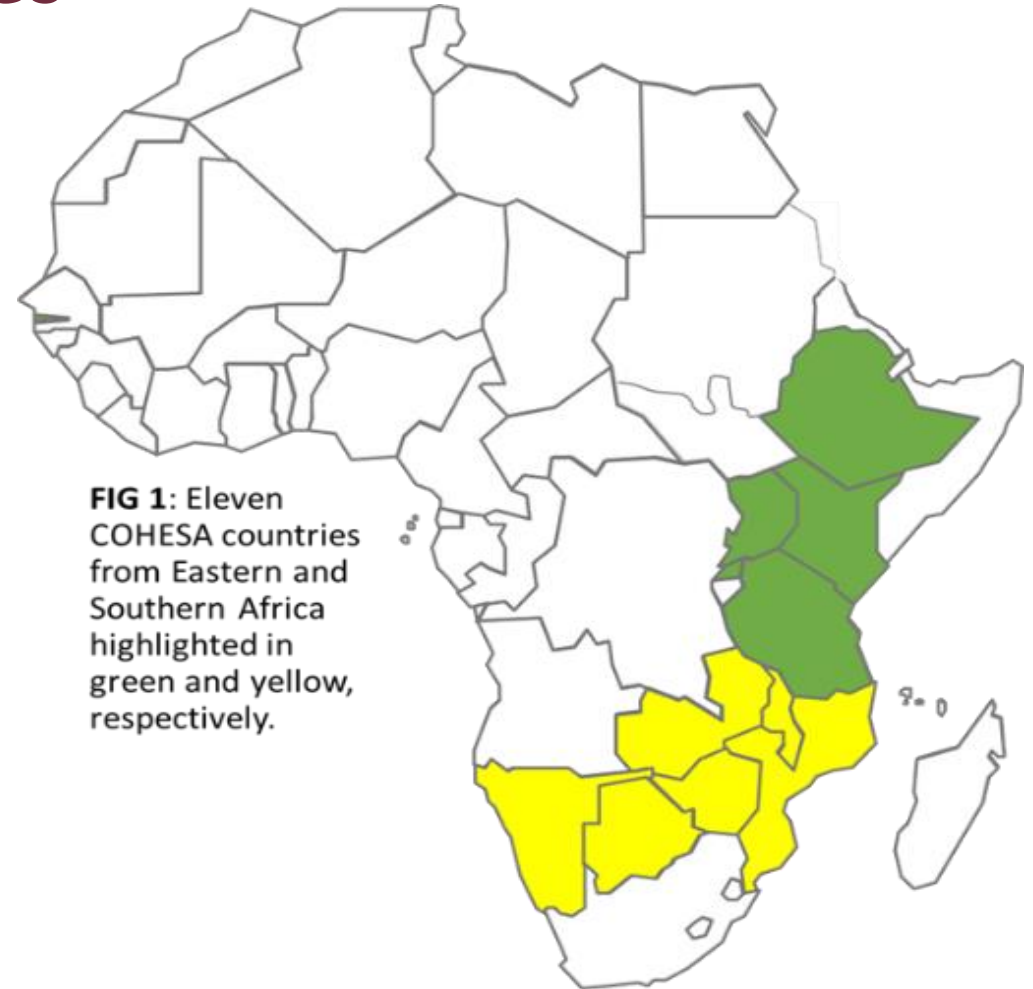 FIG 1: Eleven
COHESA countries
from Eastern and
Southern Africa
highlighted in
green and yellow,
respectively.